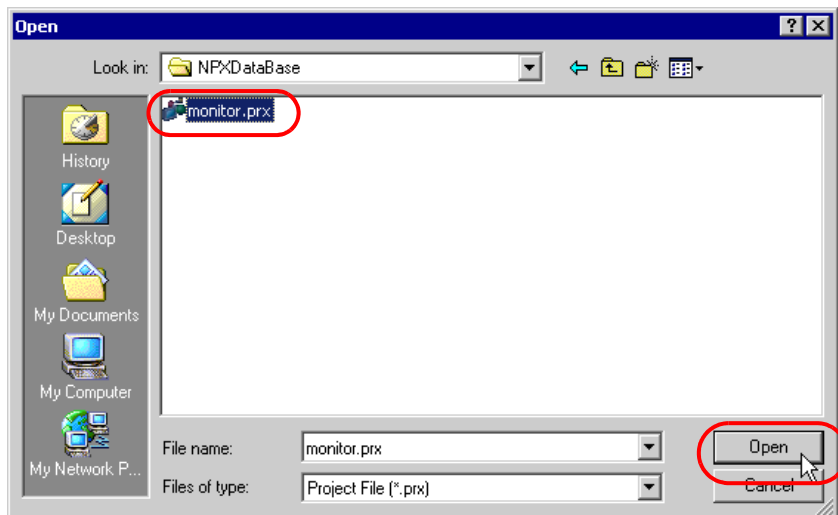 Open
Look in: NPXDataBase
monitor.prx
History
Desktop
My Documents
My Computer
My Network P...
File name: monitor.prx
Open
Files of type: Project File (*.prx)
Cancel